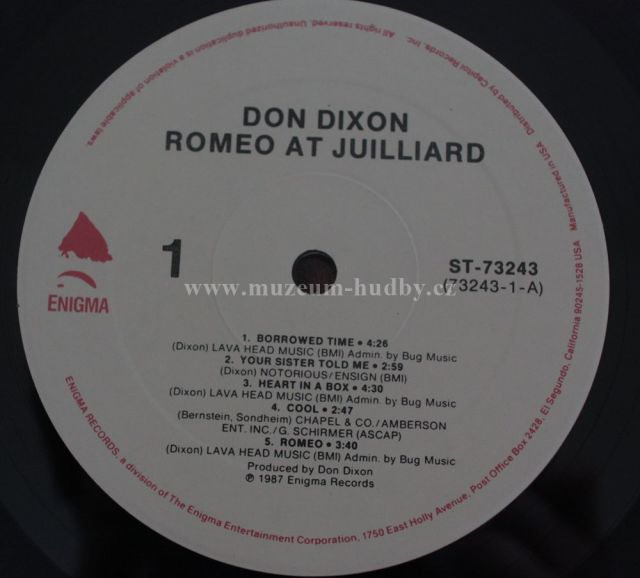 DON DIXON
ROMEO AT JUILLIARD
1
ST-73243
(73243-1-A)
ENIGMA
www.muzeum-hudby.cz
1. BORROWED TIME • 4:26
(Dixon) LAVA HEAD MUSIC (BMI) Admin. by Bug Music
2. YOUR SISTER TOLD ME • 2:59
(Dixon) NOTORIOUS/ENSIGN (BMI)
3. HEART IN A BOX • 4:30
(Dixon) LAVA HEAD MUSIC (BMI) Admin. by Bug Music
4. COOL • 2:47
(Bernstein, Sondheim) CHAPEL & CO./AMBERSON
ENT. INC./G. SCHIRMER (ASCAP)
5. ROMEO • 3:40
(Dixon) LAVA HEAD MUSIC (BMI) Admin. by Bug Music
Produced by Don Dixon
℗ 1987 Enigma Records
ENIGMA RECORDS, a division of The Enigma Entertainment Corporation, 1750 East Holly Avenue, Post Office Box 2428, El Segundo, California 90245-1528 USA Manufactured in USA Distributed by Capitol Records, Inc. All rights reserved. Unauthorized duplication is a violation of applicable laws.